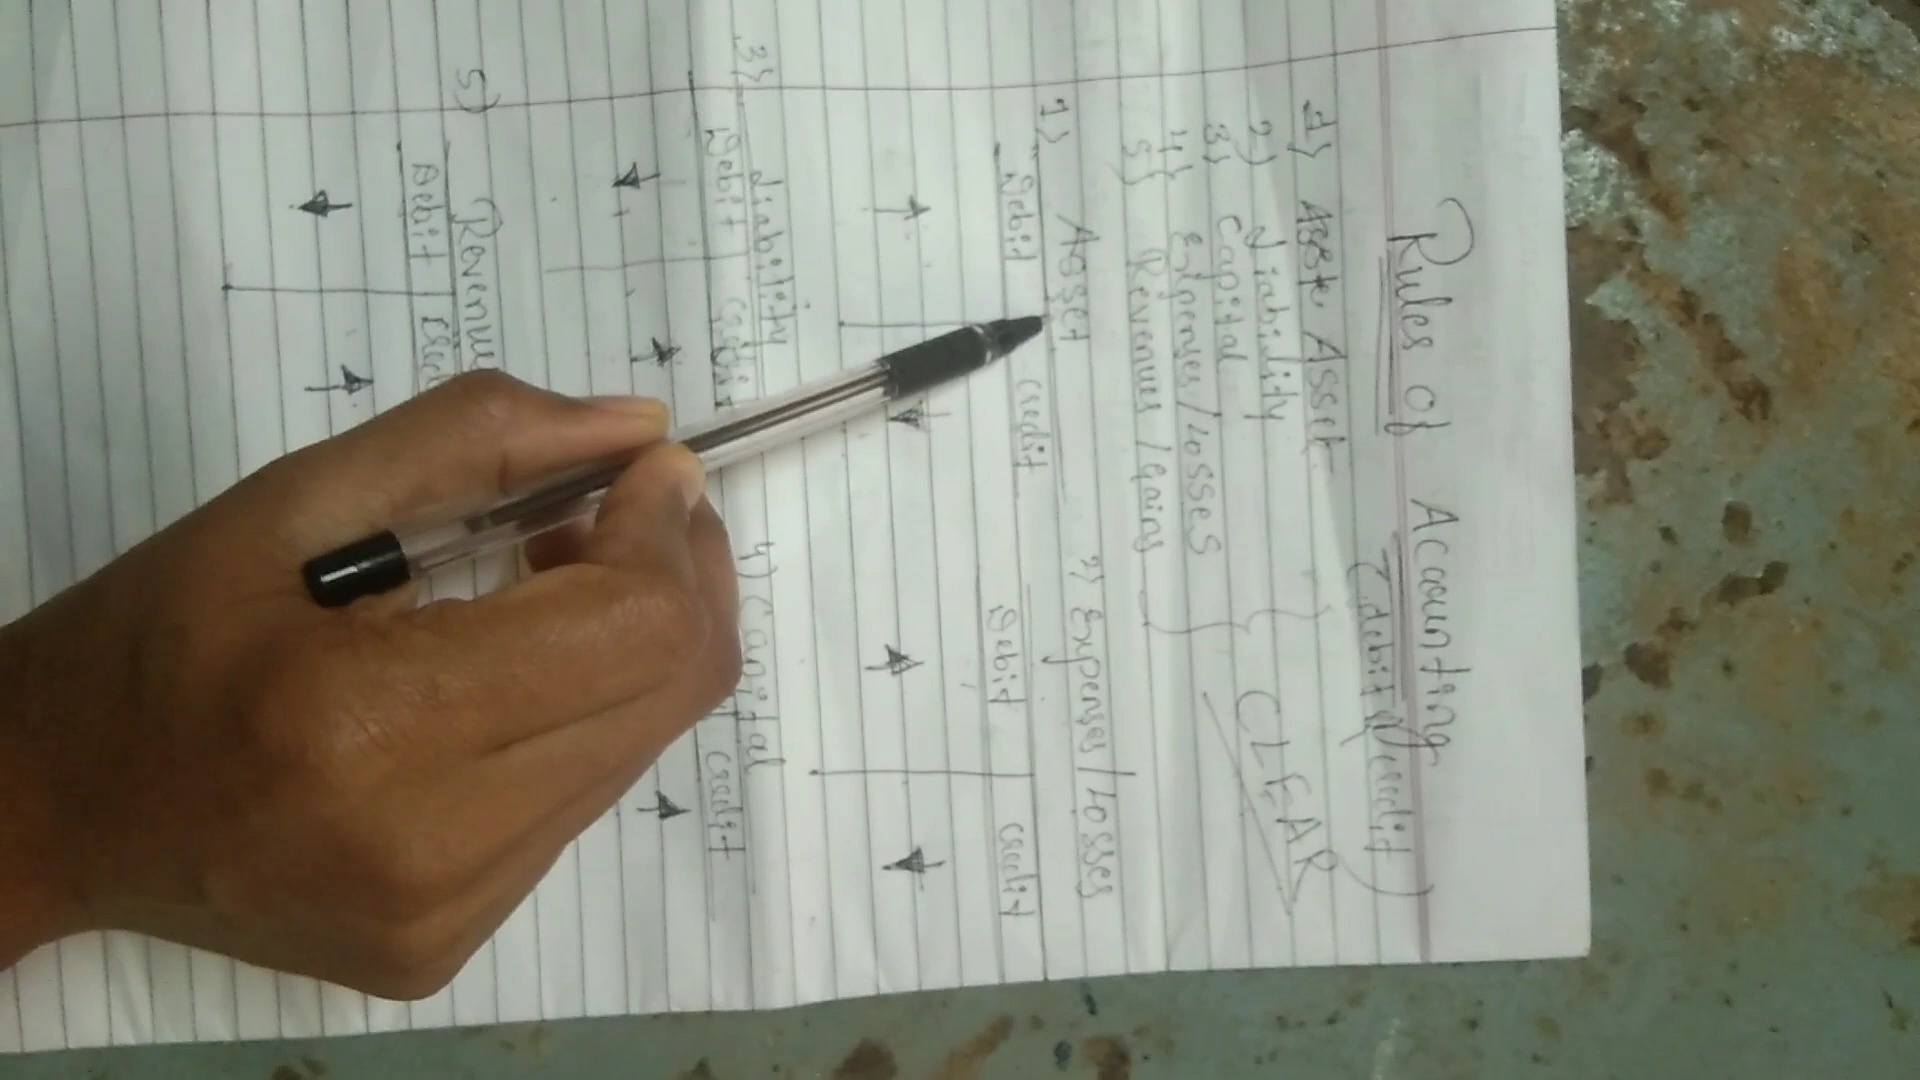 Rules of Accounting
(debit & credit)
1) Asset
2) Liability
3) Capital
4) Expenses/Losses
5) Revenues/Gains
CLEAR
1) Asset
2) Expenses/Losses
Debit credit
Debit credit
3) Liability
4) Capital
Debit credit
credit
5) Revenue
Debit